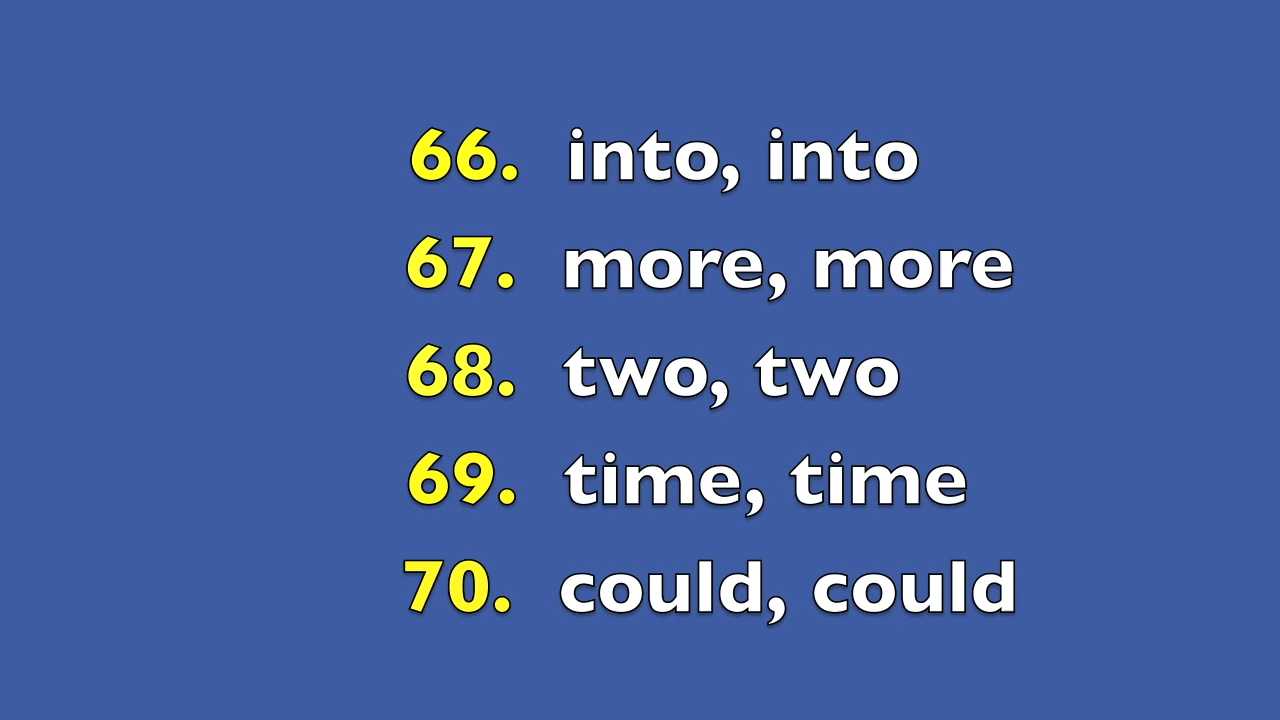 66. into, into
67. more, more
68. two, two
69. time, time
70. could, could